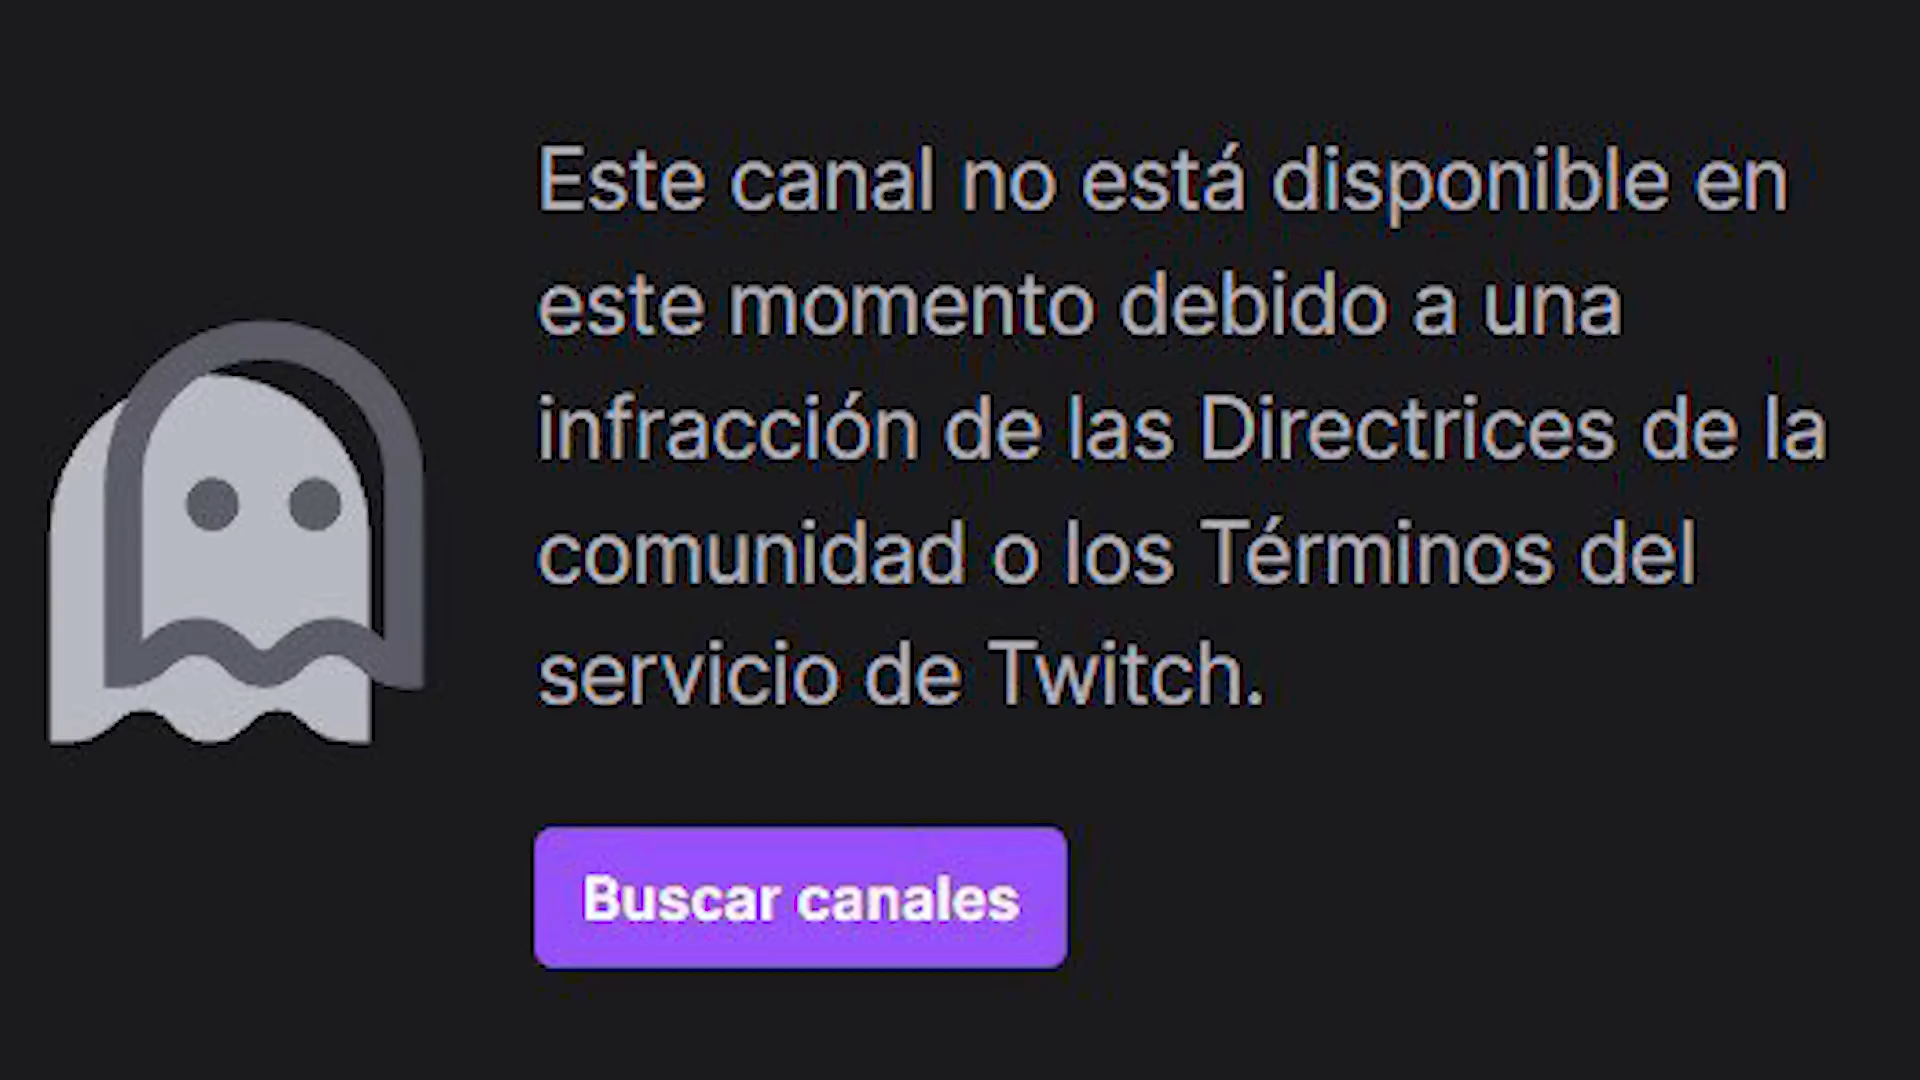 Este canal no está disponible en
este momento debido a una
infracción de las Directrices de la
comunidad o los Términos del
servicio de Twitch.
Buscar canales